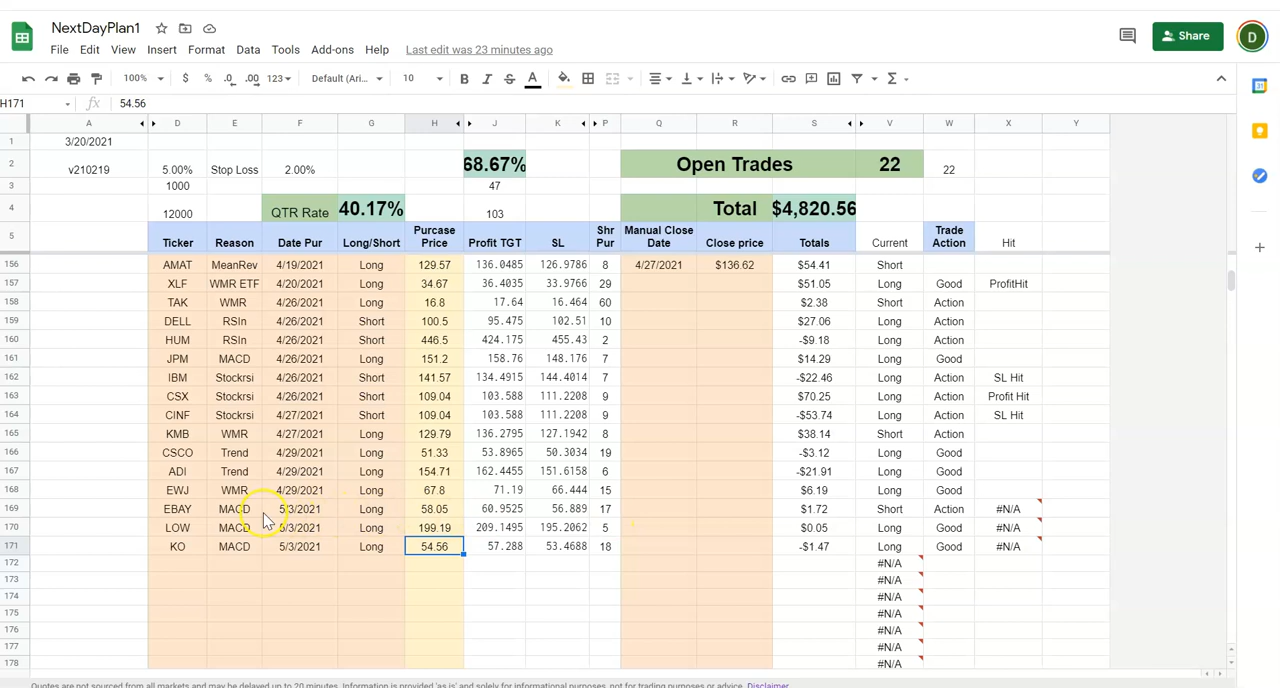 NextDayPlan1
File Edit View Insert Format Data Tools Add-ons Help Last edit was 23 minutes ago
Share
D
100% $ % .0 .00 123 Default (Ari... 10 B I S A
H171 fx 54.56
A D E F G H J K P Q R S V W X Y
1 3/20/2021
2 v210219 5.00% Stop Loss 2.00% 68.67% Open Trades 22 22
3 1000 47
4 12000 QTR Rate 40.17% 103 Total $4,820.56
5 Ticker Reason Date Pur Long/Short Purcase Price Profit TGT SL Shr Pur Manual Close Date Close price Totals Current Trade Action Hit
156 AMAT MeanRev 4/19/2021 Long 129.57 136.0485 126.9786 8 4/27/2021 $136.62 $54.41 Short
157 XLF WMR ETF 4/20/2021 Long 34.67 36.4035 33.9766 29 $51.05 Long Good ProfitHit
158 TAK WMR 4/26/2021 Long 16.8 17.64 16.464 60 $2.38 Short Action
159 DELL RSIn 4/26/2021 Short 100.5 95.475 102.51 10 $27.06 Long Action
160 HUM RSIn 4/26/2021 Short 446.5 424.175 455.43 2 -$9.18 Long Action
161 JPM MACD 4/26/2021 Long 151.2 158.76 148.176 7 $14.29 Long Good
162 IBM Stockrsi 4/26/2021 Short 141.57 134.4915 144.4014 7 -$22.46 Long Action SL Hit
163 CSX Stockrsi 4/26/2021 Short 109.04 103.588 111.2208 9 $70.25 Long Action Profit Hit
164 CINF Stockrsi 4/27/2021 Short 109.04 103.588 111.2208 9 -$53.74 Long Action SL Hit
165 KMB WMR 4/27/2021 Long 129.79 136.2795 127.1942 8 $38.14 Short Action
166 CSCO Trend 4/29/2021 Long 51.33 53.8965 50.3034 19 -$3.12 Long Good
167 ADI Trend 4/29/2021 Long 154.71 162.4455 151.6158 6 -$21.91 Long Good
168 EWJ WMR 4/29/2021 Long 67.8 71.19 66.444 15 $6.19 Long Good
169 EBAY MACD 5/3/2021 Long 58.05 60.9525 56.889 17 $1.72 Short Action #N/A
170 LOW MACD 5/3/2021 Long 199.19 209.1495 195.2062 5 $0.05 Long Good #N/A
171 KO MACD 5/3/2021 Long 54.56 57.288 53.4688 18 -$1.47 Long Good #N/A
172 #N/A
173 #N/A
174 #N/A
175 #N/A
176 #N/A
177 #N/A
178 #N/A
Quotes are not sourced from all markets and may be delayed up to 20 minutes. Information is provided 'as is' and solely for informational purposes, not for trading purposes or advice. Disclaimer